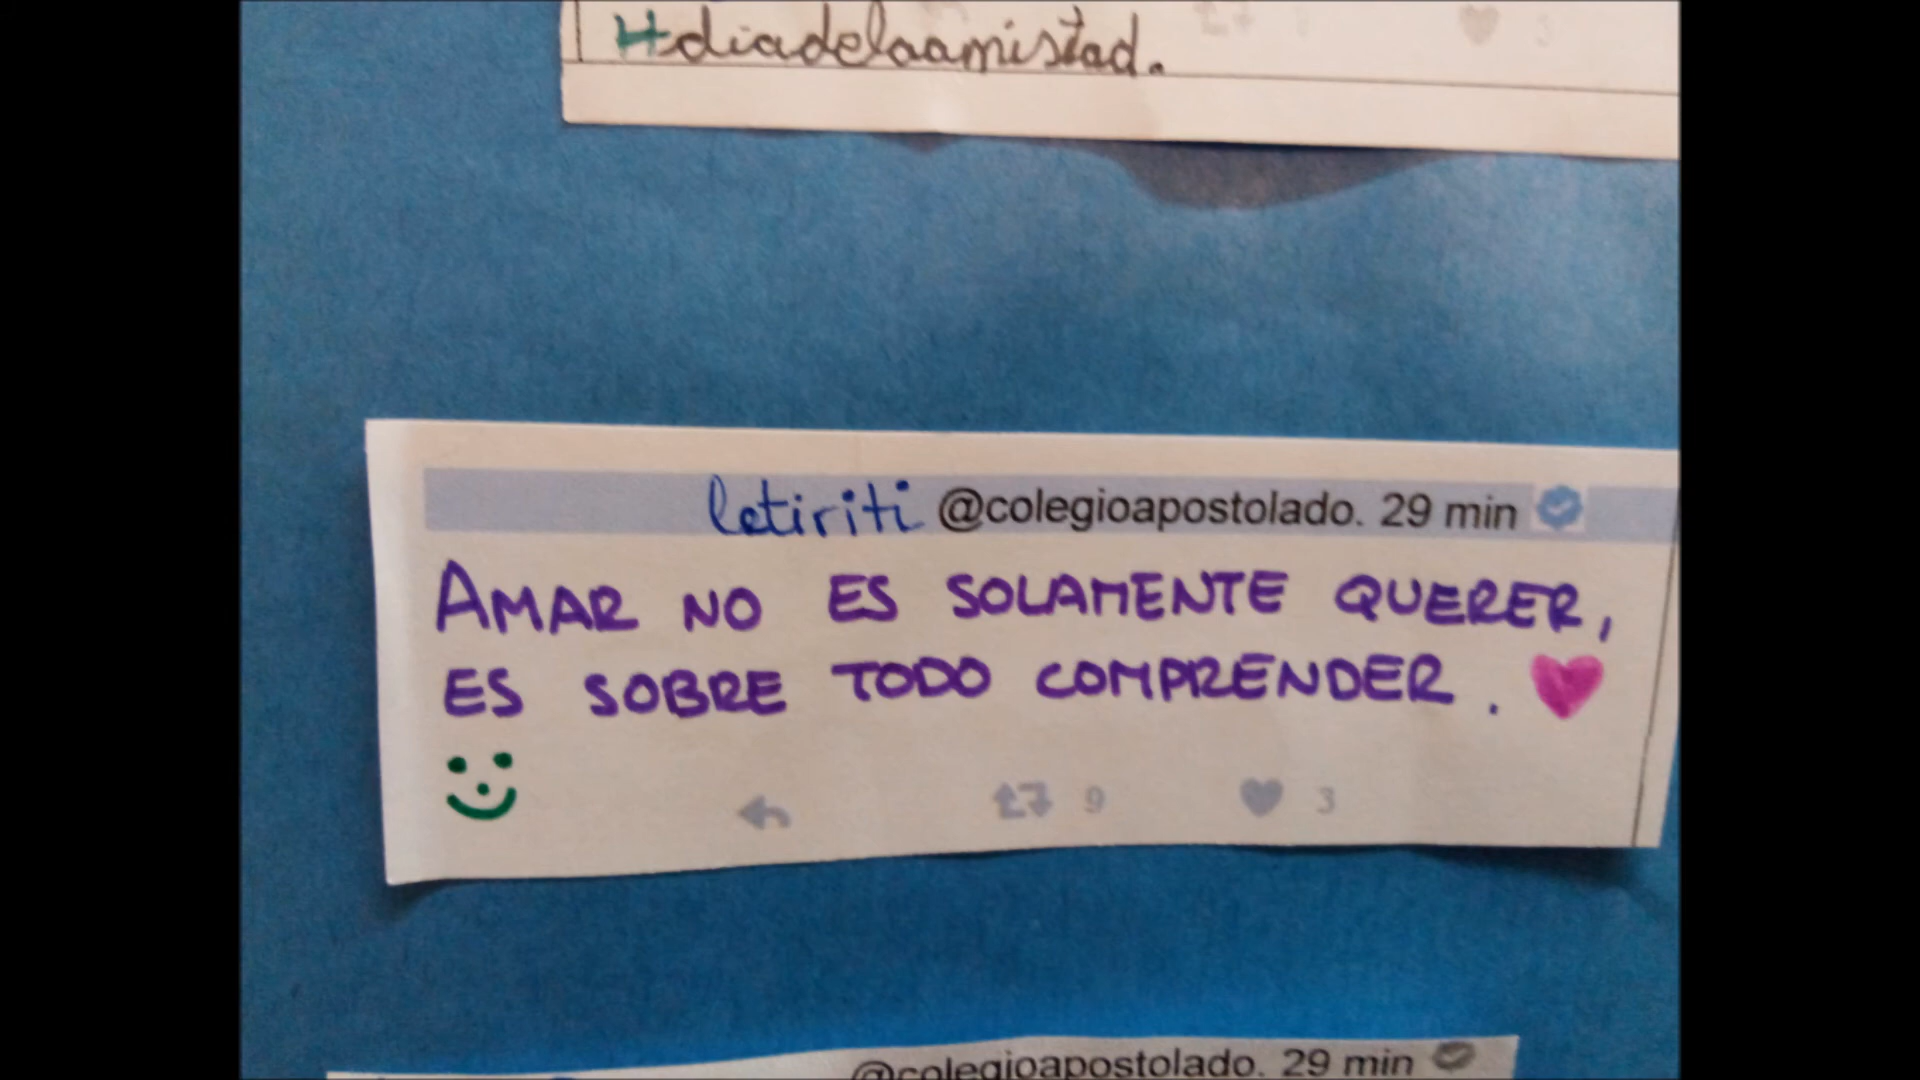 #diadelaamistad.
letiriti @colegioapostolado. 29 min
AMAR NO ES SOLAMENTE QUERER,
ES SOBRE TODO COMPRENDER.
9 3
@colegioapostolado. 29 min